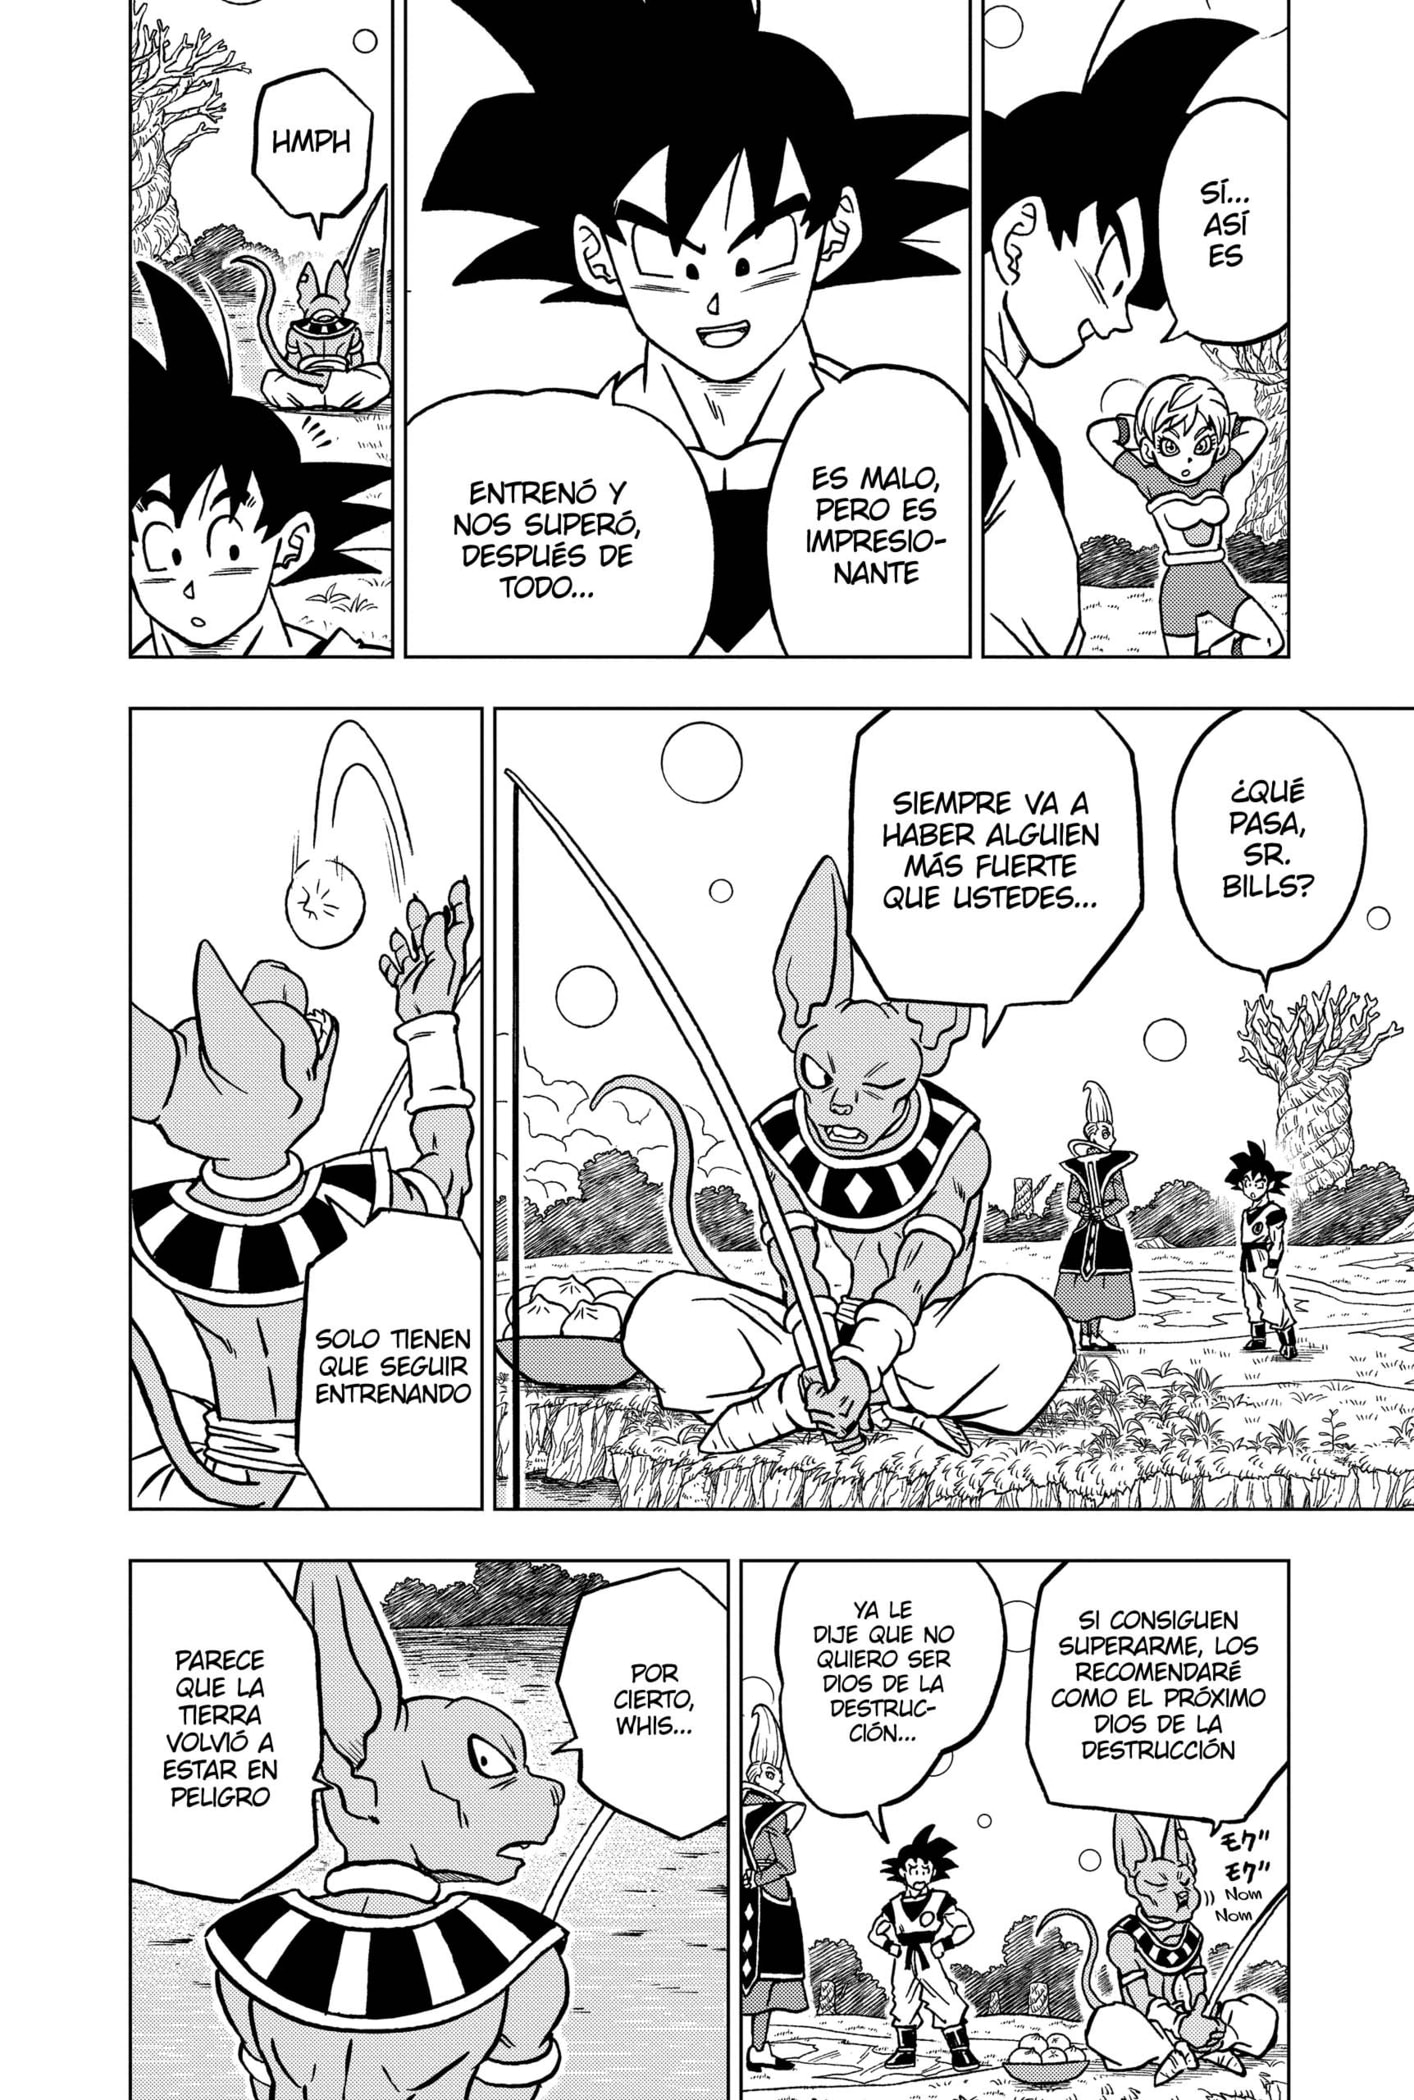 SÍ...
ASÍ
ES
ES MALO,
PERO ES
IMPRESIO-
NANTE
ENTRENÓ Y
NOS SUPERÓ,
DESPUÉS DE
TODO...
HMPH
¿QUÉ
PASA,
SR.
BILLS?
SIEMPRE VA A
HABER ALGUIEN
MÁS FUERTE
QUE USTEDES...
SOLO TIENEN
QUE SEGUIR
ENTRENANDO
SI CONSIGUEN
SUPERARME, LOS
RECOMENDARÉ
COMO EL PRÓXIMO
DIOS DE LA
DESTRUCCIÓN
モグ"
モグ"
Nom
Nom
YA LE
DIJE QUE NO
QUIERO SER
DIOS DE LA
DESTRUC-
CIÓN...
POR
CIERTO,
WHIS...
PARECE
QUE LA
TIERRA
VOLVIÓ A
ESTAR EN
PELIGRO